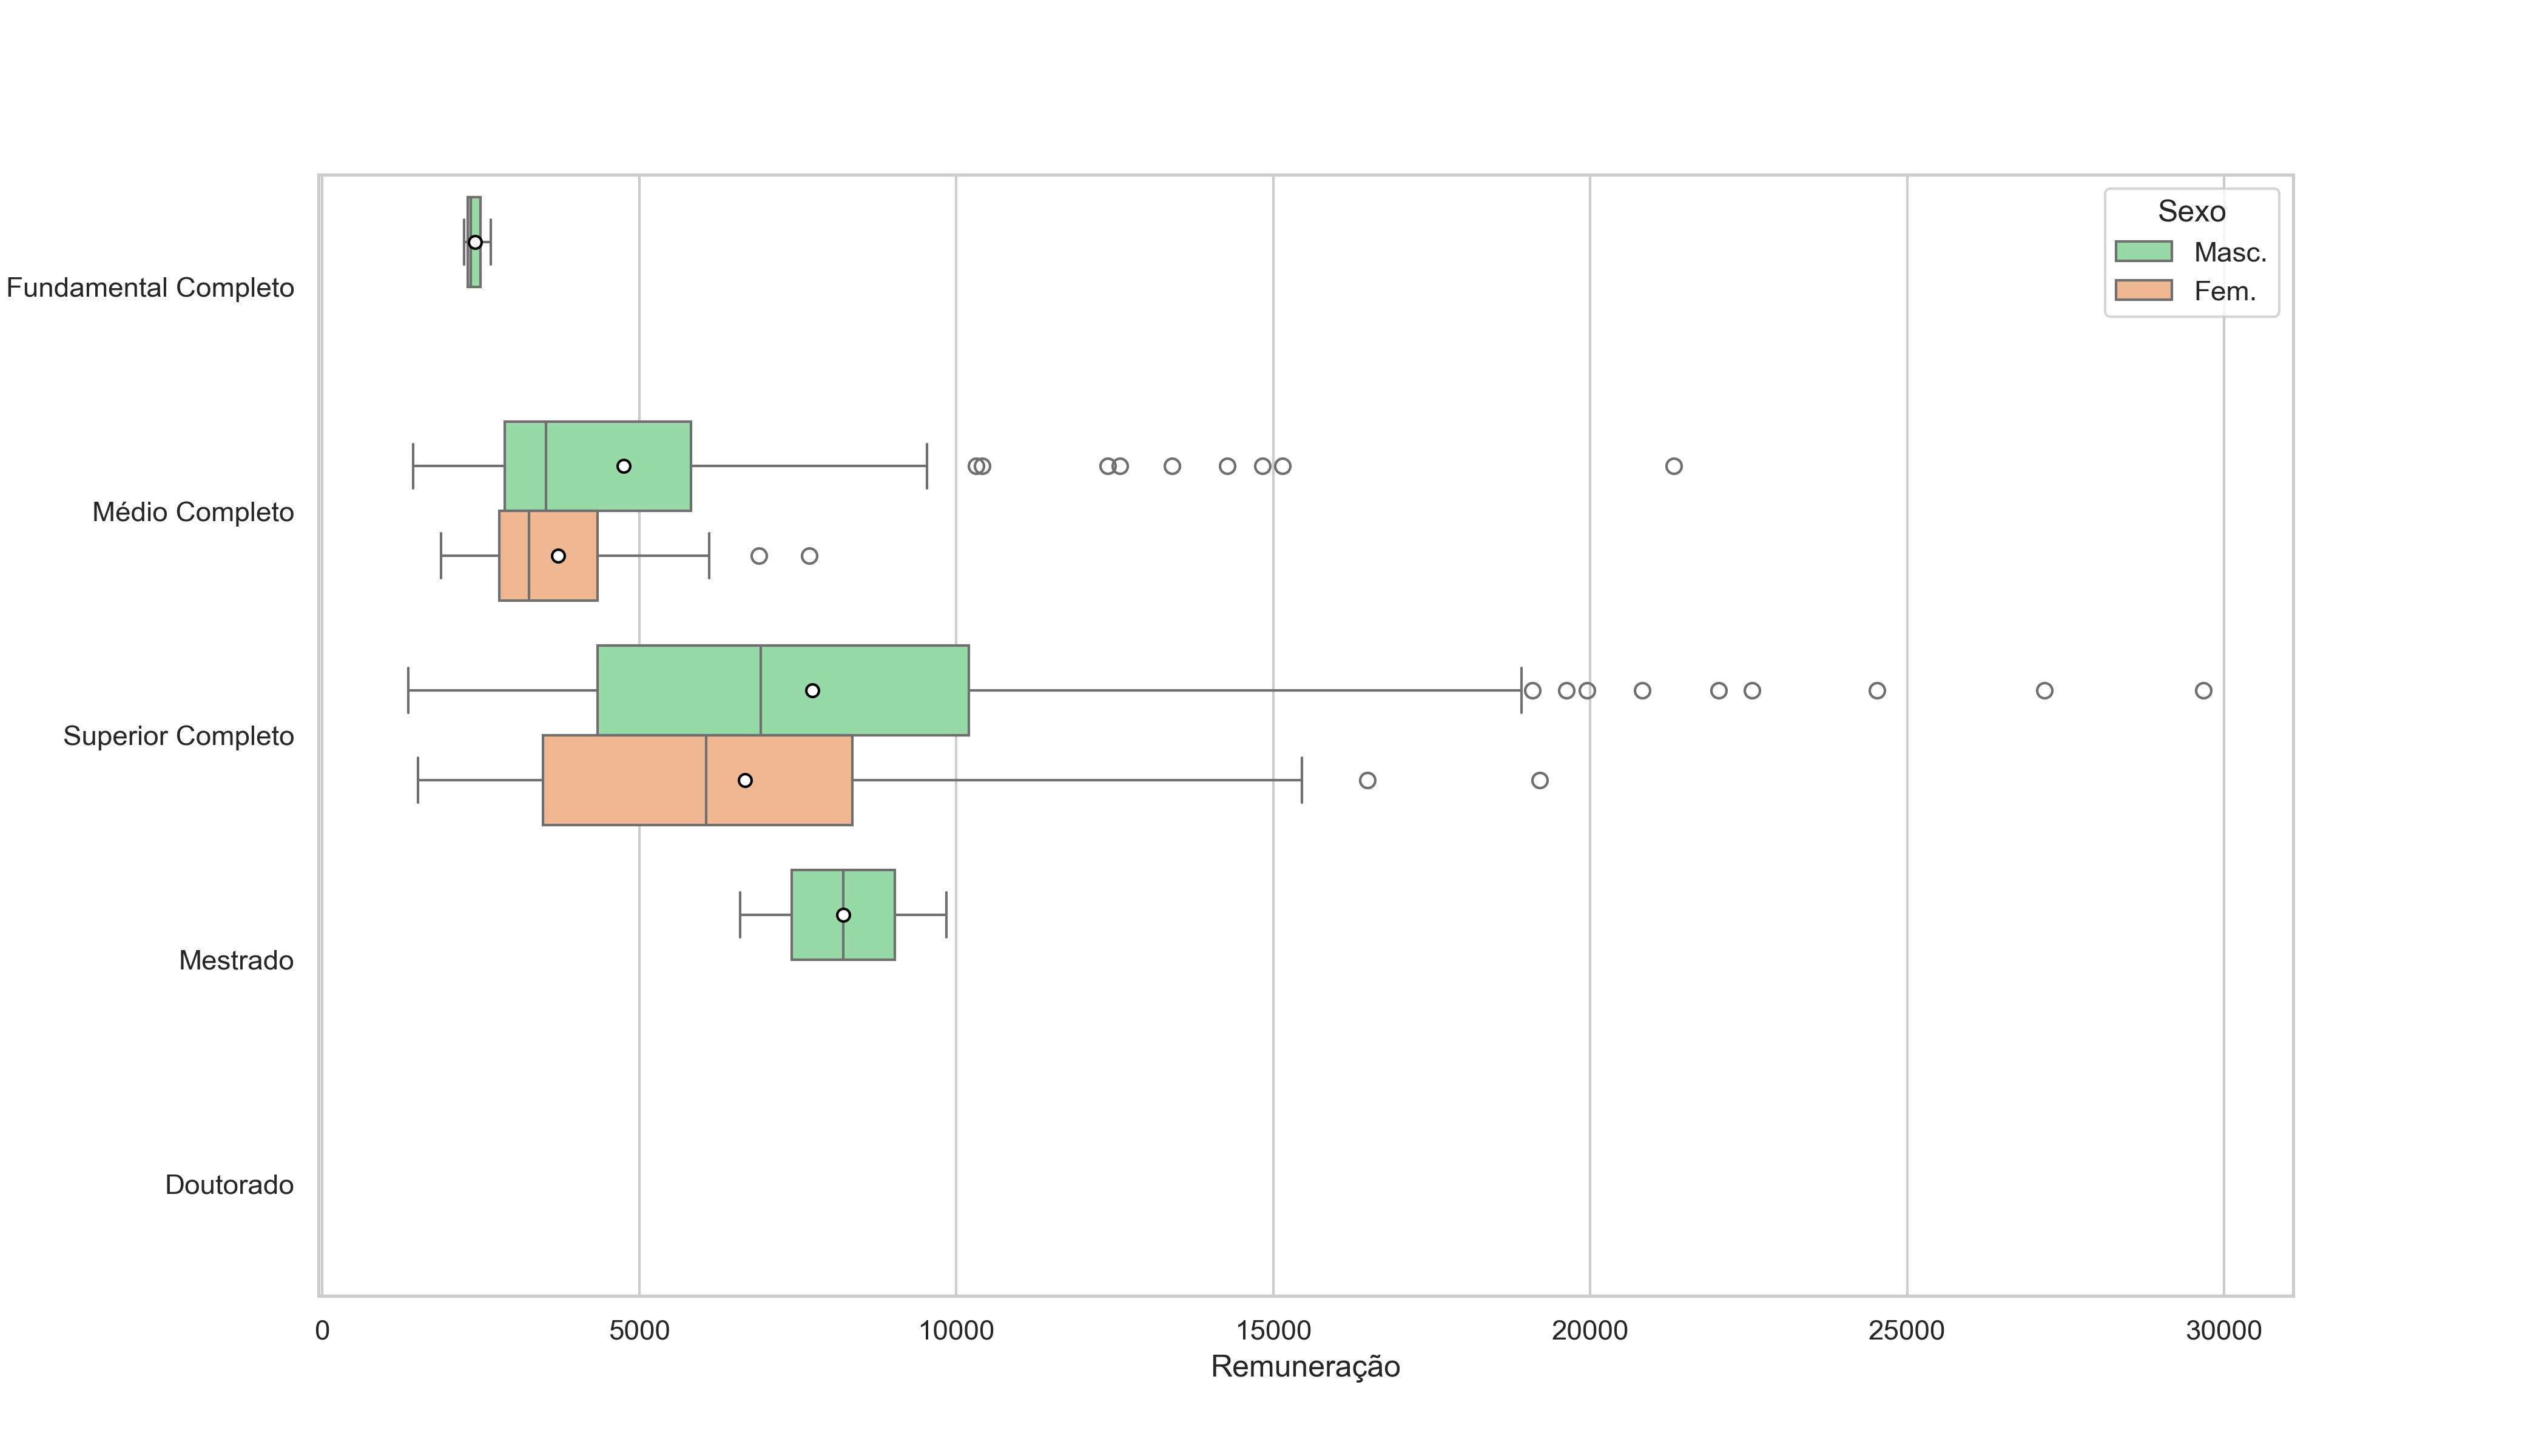 Sexo
Masc.
Fem.
Fundamental Completo
Médio Completo
Superior Completo
Mestrado
Doutorado
0 5000 10000 15000 20000 25000 30000
Remuneração